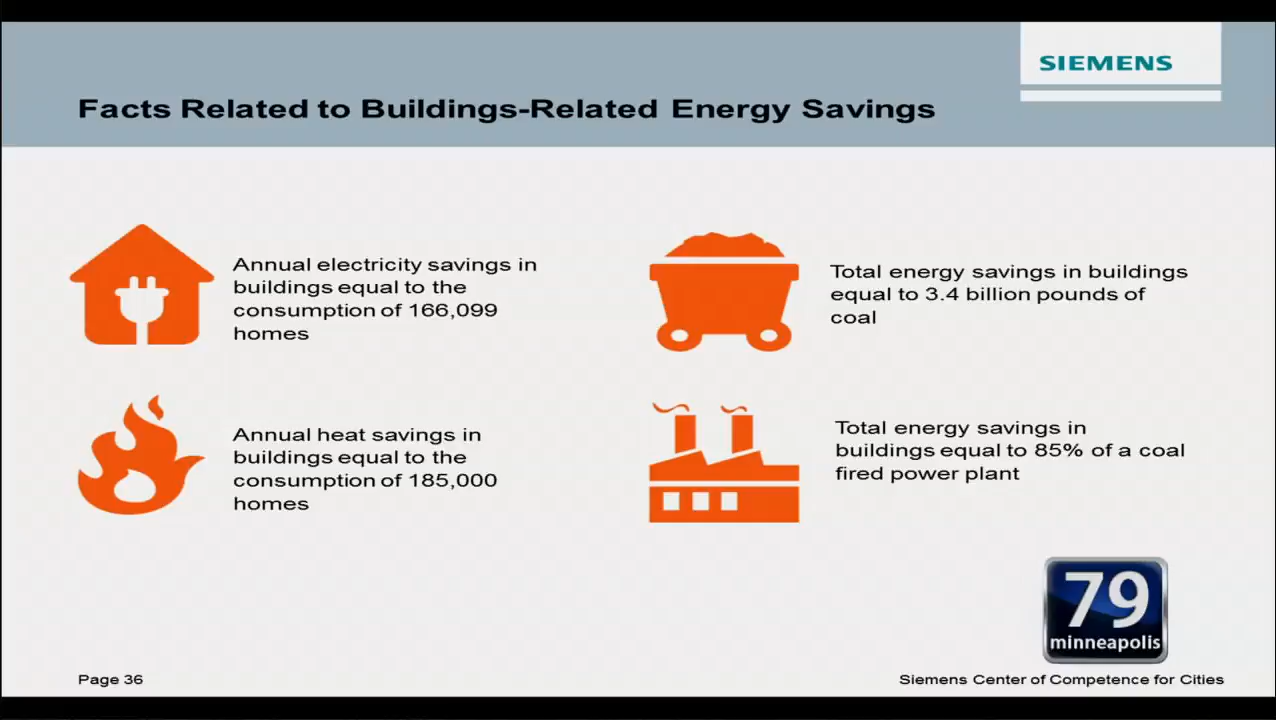 SIEMENS
Facts Related to Buildings-Related Energy Savings
Annual electricity savings in
buildings equal to the
consumption of 166,099
homes
Total energy savings in buildings
equal to 3.4 billion pounds of
coal
Annual heat savings in
buildings equal to the
consumption of 185,000
homes
Total energy savings in
buildings equal to 85% of a coal
fired power plant
79
minneapolis
Page 36
Siemens Center of Competence for Cities